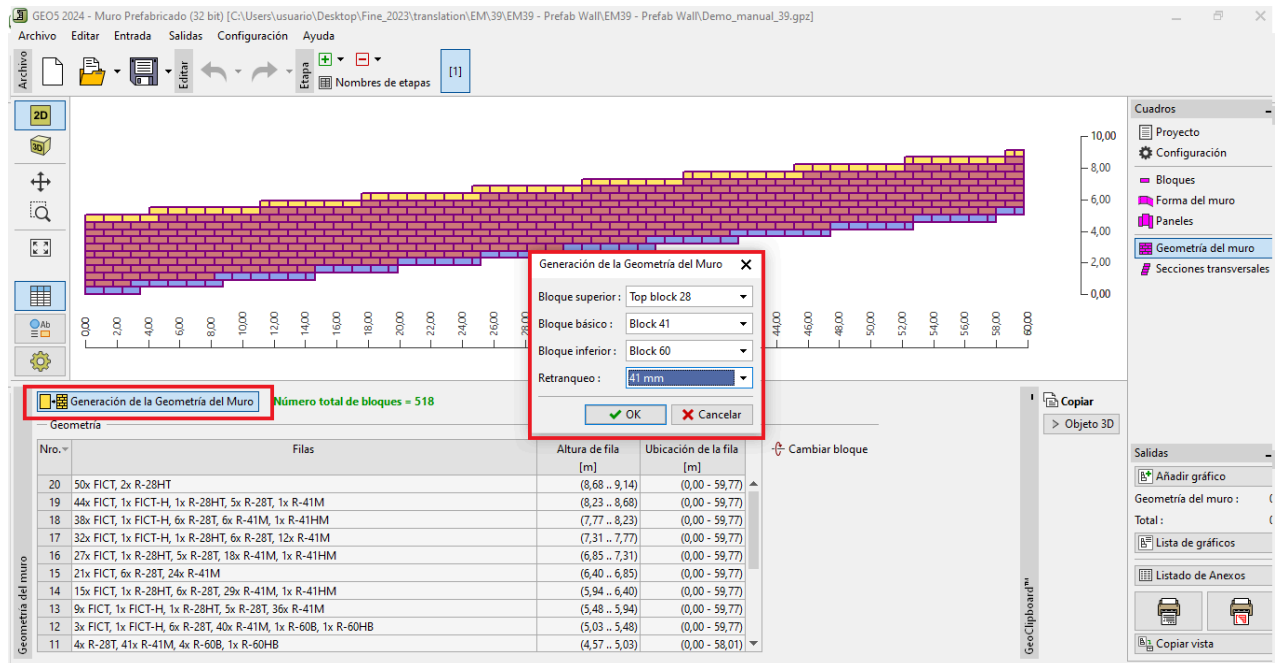 GEO5 2024 - Muro Prefabricado (32 bit) [C:\Users\usuario\Desktop\Fine_2023\translation\EM\39\EM39 - Prefab Wall\EM39 - Prefab Wall\Demo_manual_39.gpz]
Archivo Editar Entrada Salidas Configuración Ayuda
Archivo
Editar
Etapa
Nombres de etapas
[1]
2D
3D
Ab
10,00
8,00
6,00
4,00
2,00
0,00
0,00 2,00 4,00 6,00 8,00 10,00 12,00 14,00 16,00 18,00 20,00 22,00 24,00 26,00 44,00 46,00 48,00 50,00 52,00 54,00 56,00 58,00 60,00
Generación de la Geometría del Muro
Bloque superior : Top block 28
Bloque básico : Block 41
Bloque inferior : Block 60
Retranqueo : 41 mm
OK Cancelar
Cuadros
Proyecto
Configuración
Bloques
Forma del muro
Paneles
Geometría del muro
Secciones transversales
Generación de la Geometría del Muro Número total de bloques = 518
Geometría
Nro. Filas Altura de fila Ubicación de la fila
[m] [m]
20 50x FICT, 2x R-28HT (8,68 .. 9,14) (0,00 - 59,77)
19 44x FICT, 1x FICT-H, 1x R-28HT, 5x R-28T, 1x R-41M (8,23 .. 8,68) (0,00 - 59,77)
18 38x FICT, 1x FICT-H, 6x R-28T, 6x R-41M, 1x R-41HM (7,77 .. 8,23) (0,00 - 59,77)
17 32x FICT, 1x FICT-H, 1x R-28HT, 6x R-28T, 12x R-41M (7,31 .. 7,77) (0,00 - 59,77)
16 27x FICT, 1x R-28HT, 5x R-28T, 18x R-41M, 1x R-41HM (6,85 .. 7,31) (0,00 - 59,77)
15 21x FICT, 6x R-28T, 24x R-41M (6,40 .. 6,85) (0,00 - 59,77)
14 15x FICT, 1x R-28HT, 6x R-28T, 29x R-41M, 1x R-41HM (5,94 .. 6,40) (0,00 - 59,77)
13 9x FICT, 1x FICT-H, 1x R-28HT, 5x R-28T, 36x R-41M (5,48 .. 5,94) (0,00 - 59,77)
12 3x FICT, 1x FICT-H, 6x R-28T, 40x R-41M, 1x R-60B, 1x R-60HB (5,03 .. 5,48) (0,00 - 59,77)
11 4x R-28T, 41x R-41M, 4x R-60B, 1x R-60HB (4,57 .. 5,03) (0,00 - 58,01)
Cambiar bloque
Geometría del muro
GeoClipboard™
Copiar
> Objeto 3D
Salidas
Añadir gráfico
Geometría del muro :
Total :
Lista de gráficos
Listado de Anexos
Copiar vista